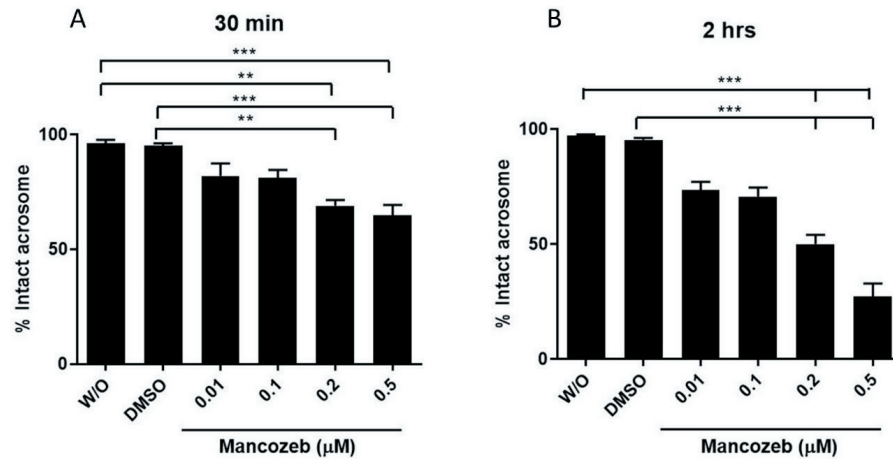 A
30 min
***
**
***
**
100
50
0
% Intact acrosome
W/O
DMSO
0.01
0.1
0.2
0.5
Mancozeb (μM)
B
2 hrs
***
***
100
50
0
% Intact acrosome
W/O
DMSO
0.01
0.1
0.2
0.5
Mancozeb (μM)